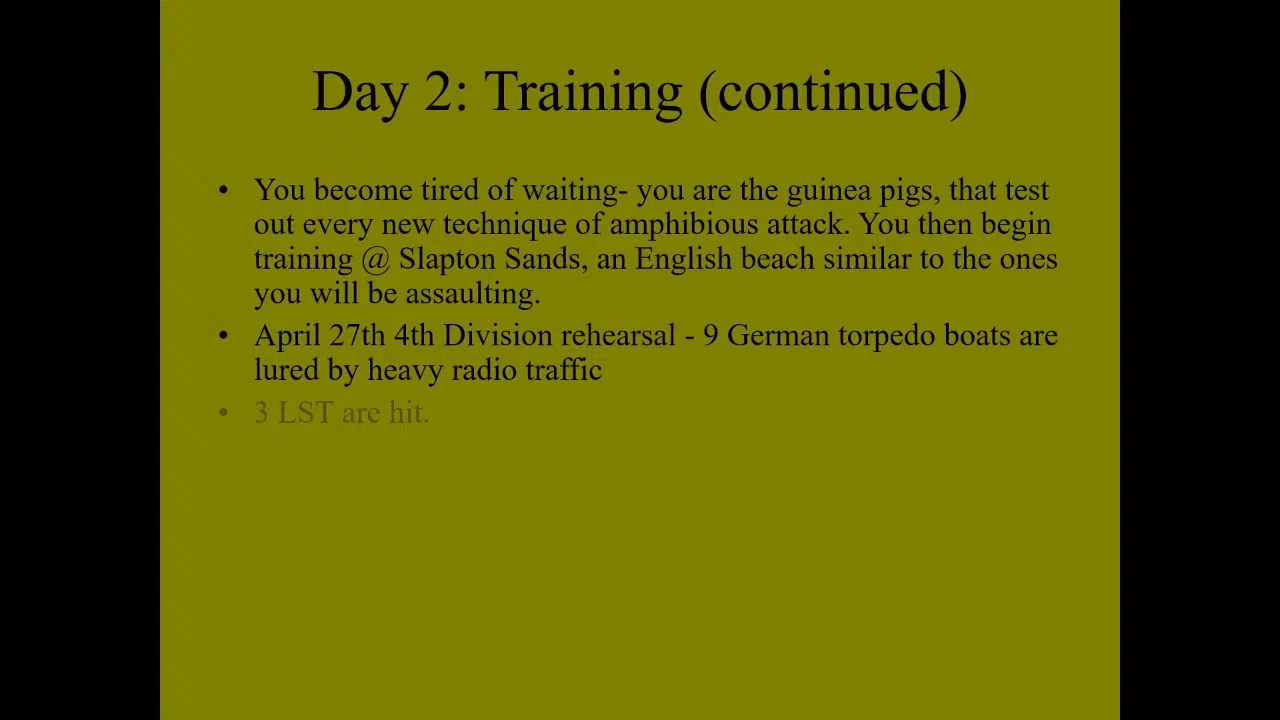 Day 2: Training (continued)
• You become tired of waiting- you are the guinea pigs, that test
out every new technique of amphibious attack. You then begin
training @ Slapton Sands, an English beach similar to the ones
you will be assaulting.
• April 27th 4th Division rehearsal - 9 German torpedo boats are
lured by heavy radio traffic
• 3 LST are hit.